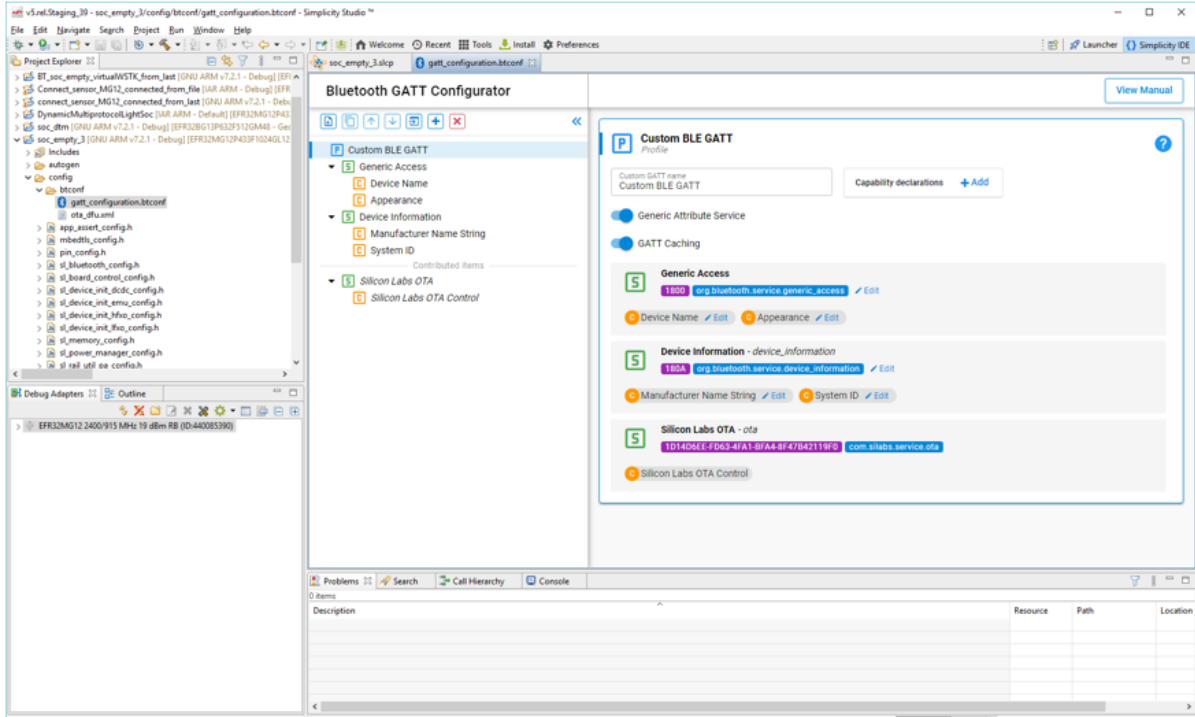 v5.rel.Staging_39 - soc_empty_3/config/btconf/gatt_configuration.btconf - Simplicity Studio ™
File Edit Navigate Search Project Run Window Help
Welcome Recent Tools Install Preferences
Launcher {} Simplicity IDE
Project Explorer
BT_soc_empty_virtualWSTK_from_last [GNU ARM v7.2.1 - Debug] [EFR
Connect_sensor_MG12_connected_from_file [IAR ARM - Debug] [EFR
connect_sensor_MG12_connected_from_last [GNU ARM v7.2.1 - Debu
DynamicMultiprotocolLightSoc [IAR ARM - Default] [EFR32MG12P43
soc_dtm [GNU ARM v7.2.1 - Debug] [EFR32BG13P632F512GM48 - Gec
soc_empty_3 [GNU ARM v7.2.1 - Debug] [EFR32MG12P433F1024GL12
Includes
autogen
config
btconf
gatt_configuration.btconf
ota_dfu.xml
app_assert_config.h
mbedtls_config.h
pin_config.h
sl_bluetooth_config.h
sl_board_control_config.h
sl_device_init_dcdc_config.h
sl_device_init_emu_config.h
sl_device_init_hfxo_config.h
sl_device_init_lfxo_config.h
sl_memory_config.h
sl_power_manager_config.h
sl_rail_util_pa_config.h
Debug Adapters Outline
EFR32MG12 2400/915 MHz 19 dBm RB (ID:440085390)
soc_empty_3.slcp gatt_configuration.btconf
Bluetooth GATT Configurator
View Manual
P Custom BLE GATT
S Generic Access
C Device Name
C Appearance
S Device Information
C Manufacturer Name String
C System ID
Contributed items
S Silicon Labs OTA
C Silicon Labs OTA Control
P Custom BLE GATT
Profile
?
Custom GATT name
Custom BLE GATT
Capability declarations + Add
Generic Attribute Service
GATT Caching
S Generic Access
1800 org.bluetooth.service.generic_access Edit
C Device Name Edit C Appearance Edit
S Device Information - device_information
180A org.bluetooth.service.device_information Edit
C Manufacturer Name String Edit C System ID Edit
S Silicon Labs OTA - ota
1D14D6EE-FD63-4FA1-BFA4-8F47B42119F0 com.silabs.service.ota
C Silicon Labs OTA Control
Problems Search Call Hierarchy Console
0 items
Description Resource Path Location